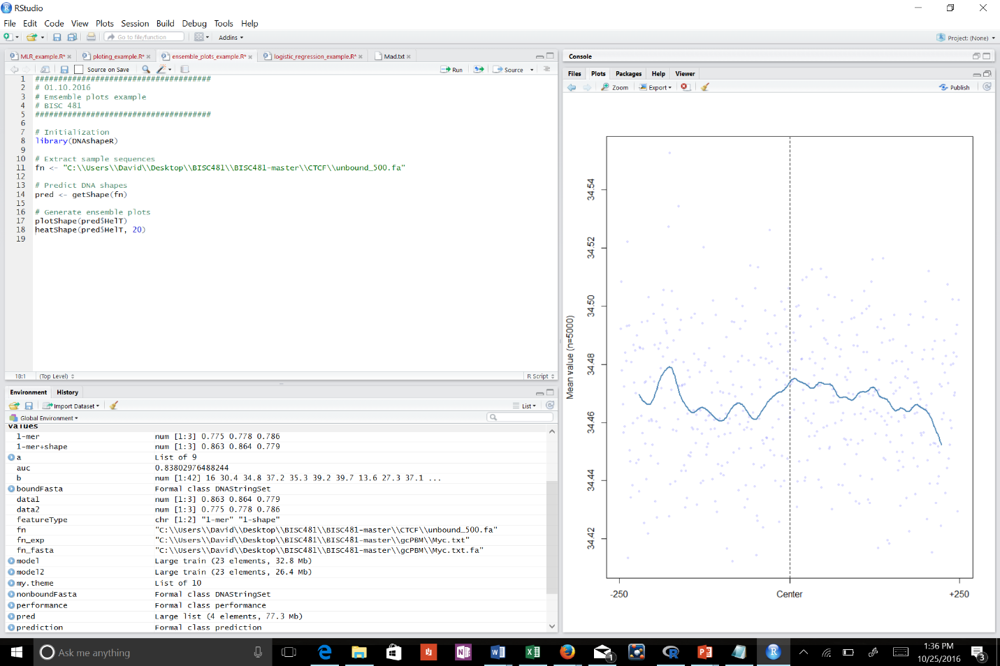 RStudio
File Edit Code View Plots Session Build Debug Tools Help
Go to file/function Addins Project: (None)
MLR_example.R* ploting_example.R* ensemble_plots_example.R* logistic_regression_example.R* Mad.txt
Source on Save Run Source
1 ######################################
2 # 01.10.2016
3 # Emsemble plots example
4 # BISC 481
5 ######################################
6
7 # Initialization
8 library(DNAshapeR)
9
10 # Extract sample sequences
11 fn <- "C:\\Users\\David\\Desktop\\BISC481\\BISC481-master\\CTCF\\unbound_500.fa"
12
13 # Predict DNA shapes
14 pred <- getShape(fn)
15
16 # Generate ensemble plots
17 plotShape(pred$HelT)
18 heatShape(pred$HelT, 20)
19
18:1 (Top Level) R Script
Environment History
Import Dataset List
Global Environment
Values
1-mer num [1:3] 0.775 0.778 0.786
1-mer+shape num [1:3] 0.863 0.864 0.779
a List of 9
auc 0.83802976488244
b num [1:42] 16 30.4 34.8 37.2 35.3 39.2 39.7 13.6 27.3 37.1 ...
boundFasta Formal class DNAStringSet
data1 num [1:3] 0.863 0.864 0.779
data2 num [1:3] 0.775 0.778 0.786
featureType chr [1:2] "1-mer" "1-shape"
fn "C:\\Users\\David\\Desktop\\BISC481\\BISC481-master\\CTCF\\unbound_500.fa"
fn_exp "C:\\Users\\David\\Desktop\\BISC481\\BISC481-master\\gcPBM\\Myc.txt"
fn_fasta "C:\\Users\\David\\Desktop\\BISC481\\BISC481-master\\gcPBM\\Myc.txt.fa"
model Large train (23 elements, 32.8 Mb)
model2 Large train (23 elements, 26.4 Mb)
my.theme List of 10
nonboundFasta Formal class DNAStringSet
performance Formal class performance
pred Large list (4 elements, 77.3 Mb)
prediction Formal class prediction
Console
Files Plots Packages Help Viewer
Zoom Export Publish
34.54
34.52
34.50
34.48
34.46
34.44
34.42
Mean value (n=5000)
-250 Center +250
Ask me anything
1
1:36 PM
10/25/2016
3